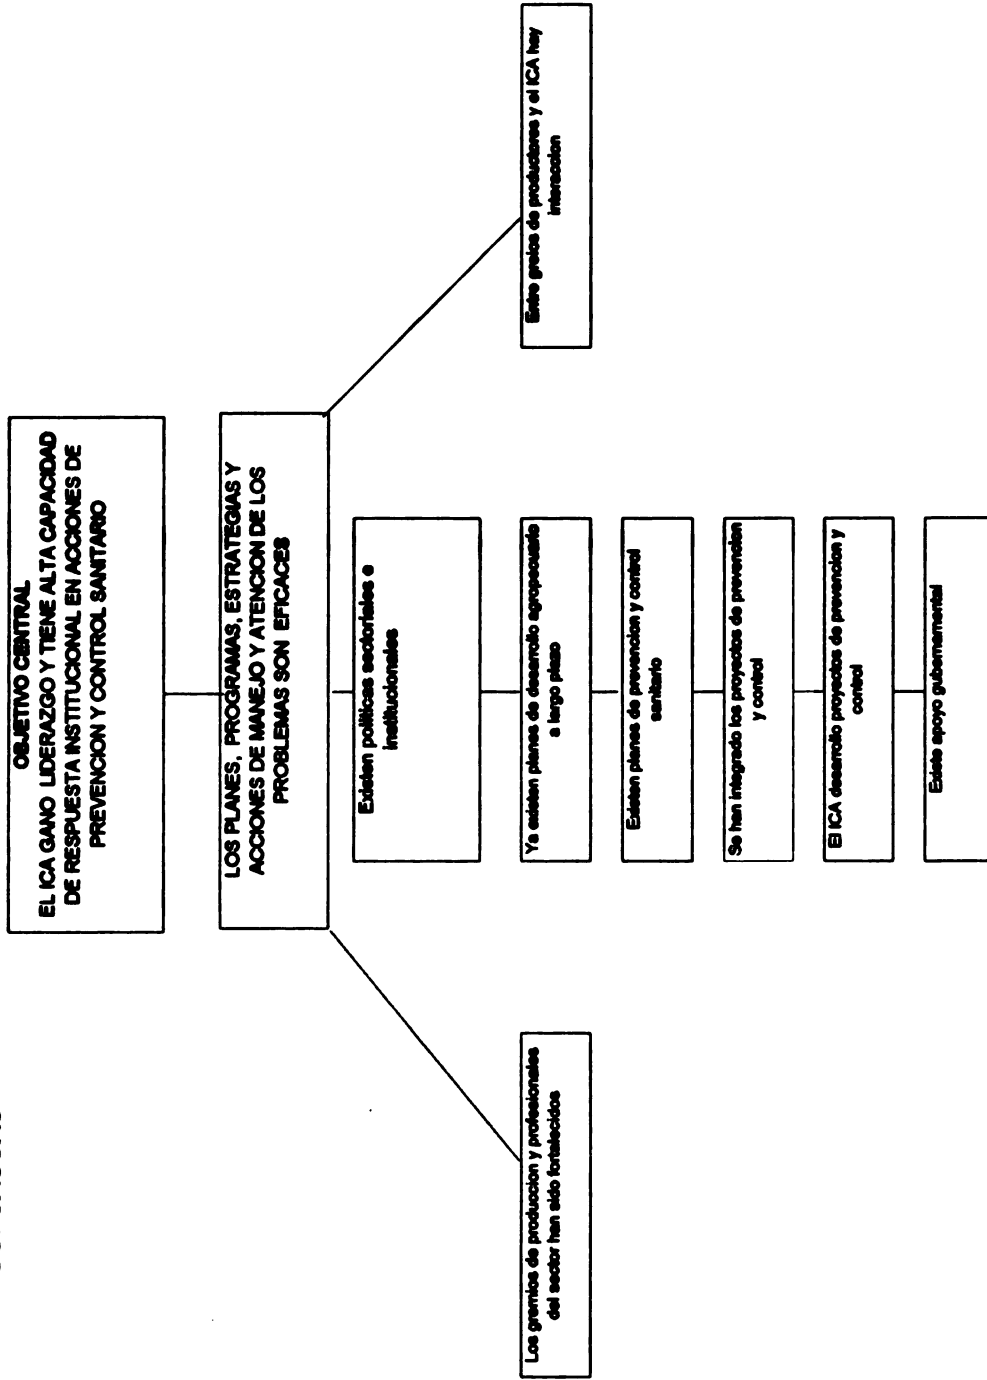 OBJETIVO CENTRAL
EL ICA GANO LIDERAZGO Y TIENE ALTA CAPACIDAD
DE RESPUESTA INSTITUCIONAL EN ACCIONES DE
PREVENCION Y CONTROL SANITARIO
LOS PLANES, PROGRAMAS, ESTRATEGIAS Y
ACCIONES DE MANEJO Y ATENCION DE LOS
PROBLEMAS SON EFICACES
Existen politicas sectoriales e
institucionales
Los gremios de produccion y profesionales
del sector han sido fortalecidos
Ya existen planes de desarrollo agropecuario
a largo plazo
Entre greios de productores y el ICA hay
interaccion
Existen planes de prevencion y control
sanitario
Se han integrado los proyectos de prevencion
y control
El ICA desarrollo proyectos de prevencion y
control
Existe apoyo gubernamental